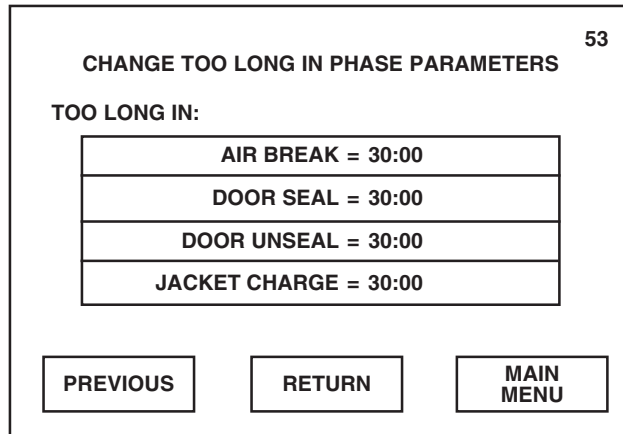 53
CHANGE TOO LONG IN PHASE PARAMETERS
TOO LONG IN:
AIR BREAK = 30:00
DOOR SEAL = 30:00
DOOR UNSEAL = 30:00
JACKET CHARGE = 30:00
PREVIOUS
RETURN
MAIN
MENU